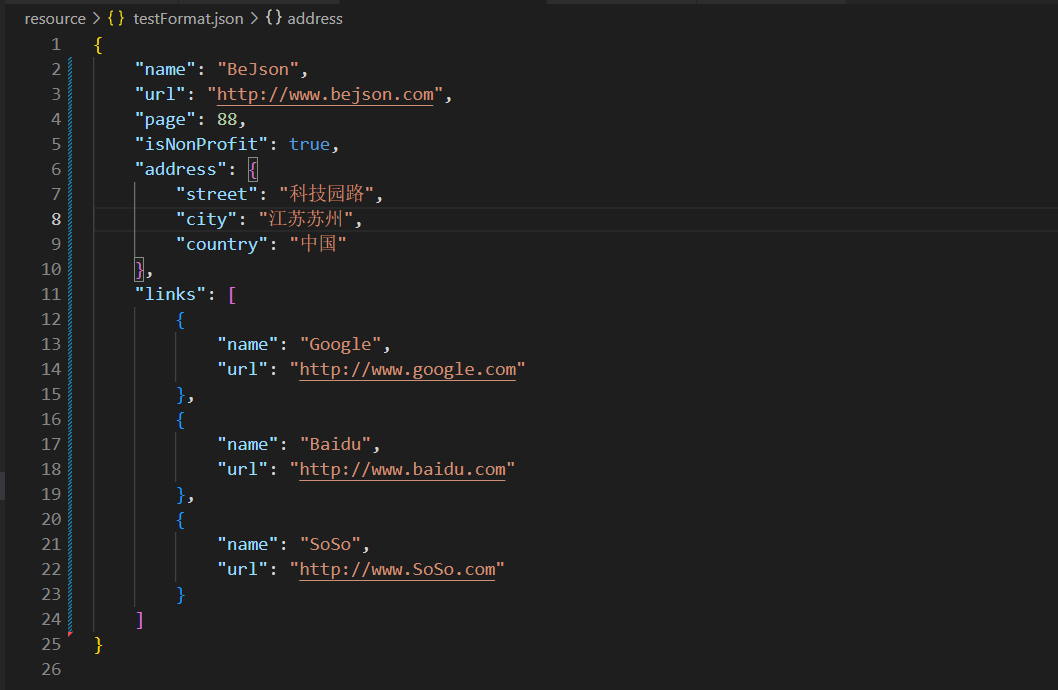 resource > {} testFormat.json > {} address
1 {
2 "name": "BeJson",
3 "url": "http://www.bejson.com",
4 "page": 88,
5 "isNonProfit": true,
6 "address": {
7 "street": "科技园路",
8 "city": "江苏苏州",
9 "country": "中国"
10 },
11 "links": [
12 {
13 "name": "Google",
14 "url": "http://www.google.com"
15 },
16 {
17 "name": "Baidu",
18 "url": "http://www.baidu.com"
19 },
20 {
21 "name": "SoSo",
22 "url": "http://www.SoSo.com"
23 }
24 ]
25 }
26